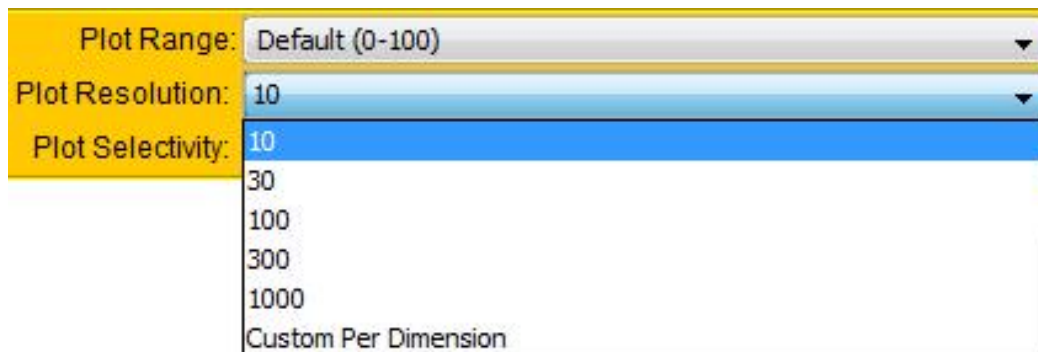 Plot Range: Default (0-100)
Plot Resolution: 10
Plot Selectivity: 10
30
100
300
1000
Custom Per Dimension